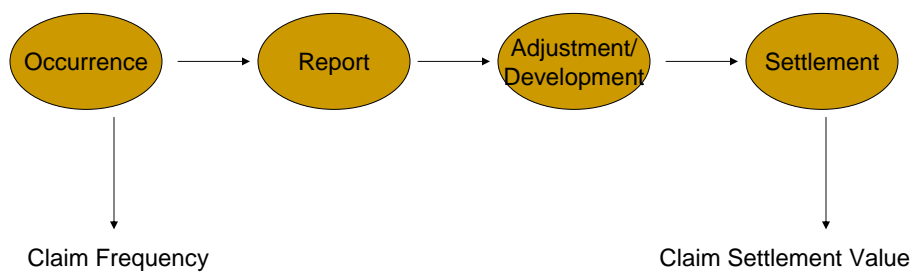 Occurrence
Report
Adjustment/
Development
Settlement
Claim Frequency
Claim Settlement Value